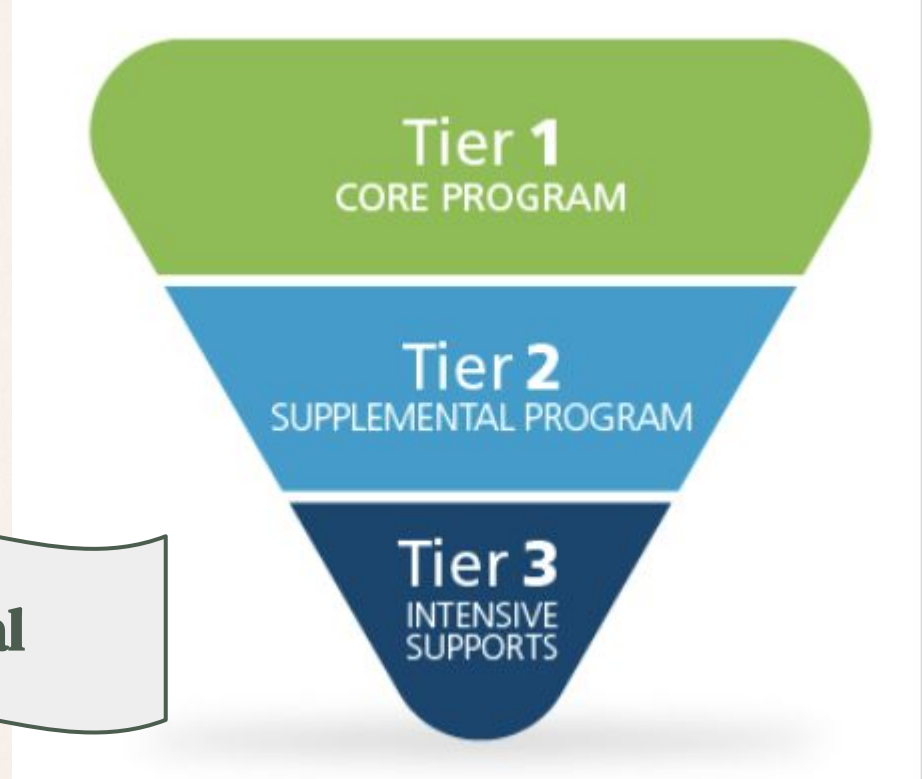 Tier 1
CORE PROGRAM
Tier 2
SUPPLEMENTAL PROGRAM
Tier 3
INTENSIVE
SUPPORTS